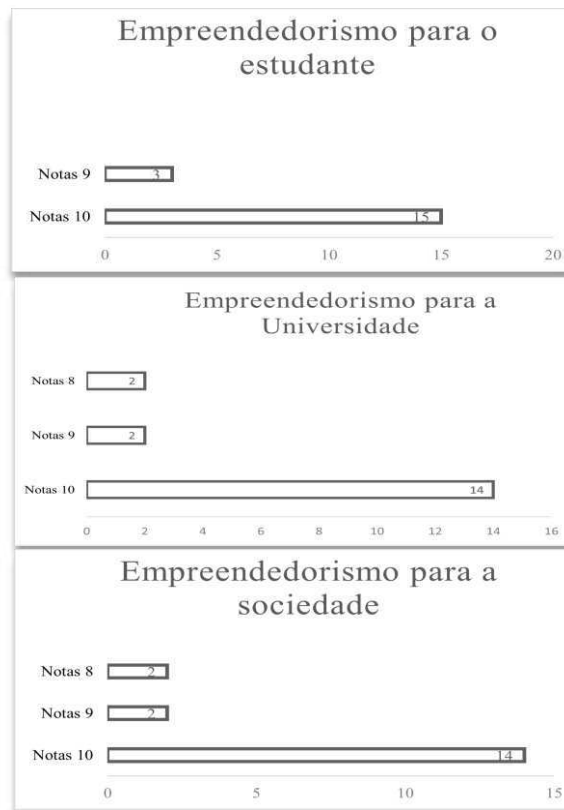 Empreendedorismo para o
estudante
Notas 9
3
Notas 10
15
0 5 10 15 20
Empreendedorismo para a
Universidade
Notas 8
2
Notas 9
2
Notas 10
14
0 2 4 6 8 10 12 14 16
Empreendedorismo para a
sociedade
Notas 8
2
Notas 9
2
Notas 10
14
0 5 10 15